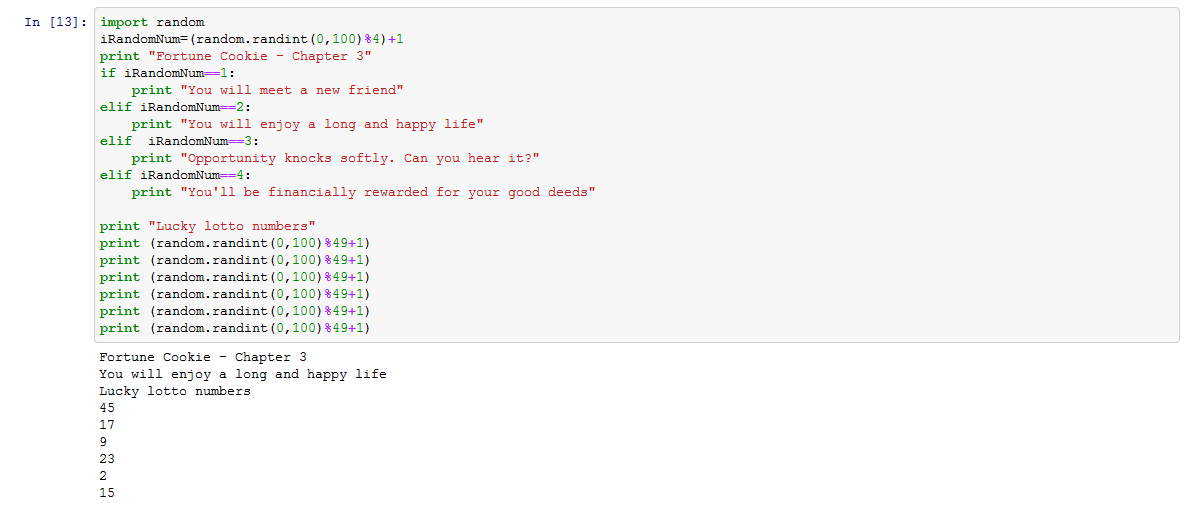 In [13]:
import random
iRandomNum=(random.randint(0,100)%4)+1
print "Fortune Cookie - Chapter 3"
if iRandomNum==1:
    print "You will meet a new friend"
elif iRandomNum==2:
    print "You will enjoy a long and happy life"
elif  iRandomNum==3:
    print "Opportunity knocks softly. Can you hear it?"
elif iRandomNum==4:
    print "You'll be financially rewarded for your good deeds"

print "Lucky lotto numbers"
print (random.randint(0,100)%49+1)
print (random.randint(0,100)%49+1)
print (random.randint(0,100)%49+1)
print (random.randint(0,100)%49+1)
print (random.randint(0,100)%49+1)
print (random.randint(0,100)%49+1)
Fortune Cookie - Chapter 3
You will enjoy a long and happy life
Lucky lotto numbers
45
17
9
23
2
15